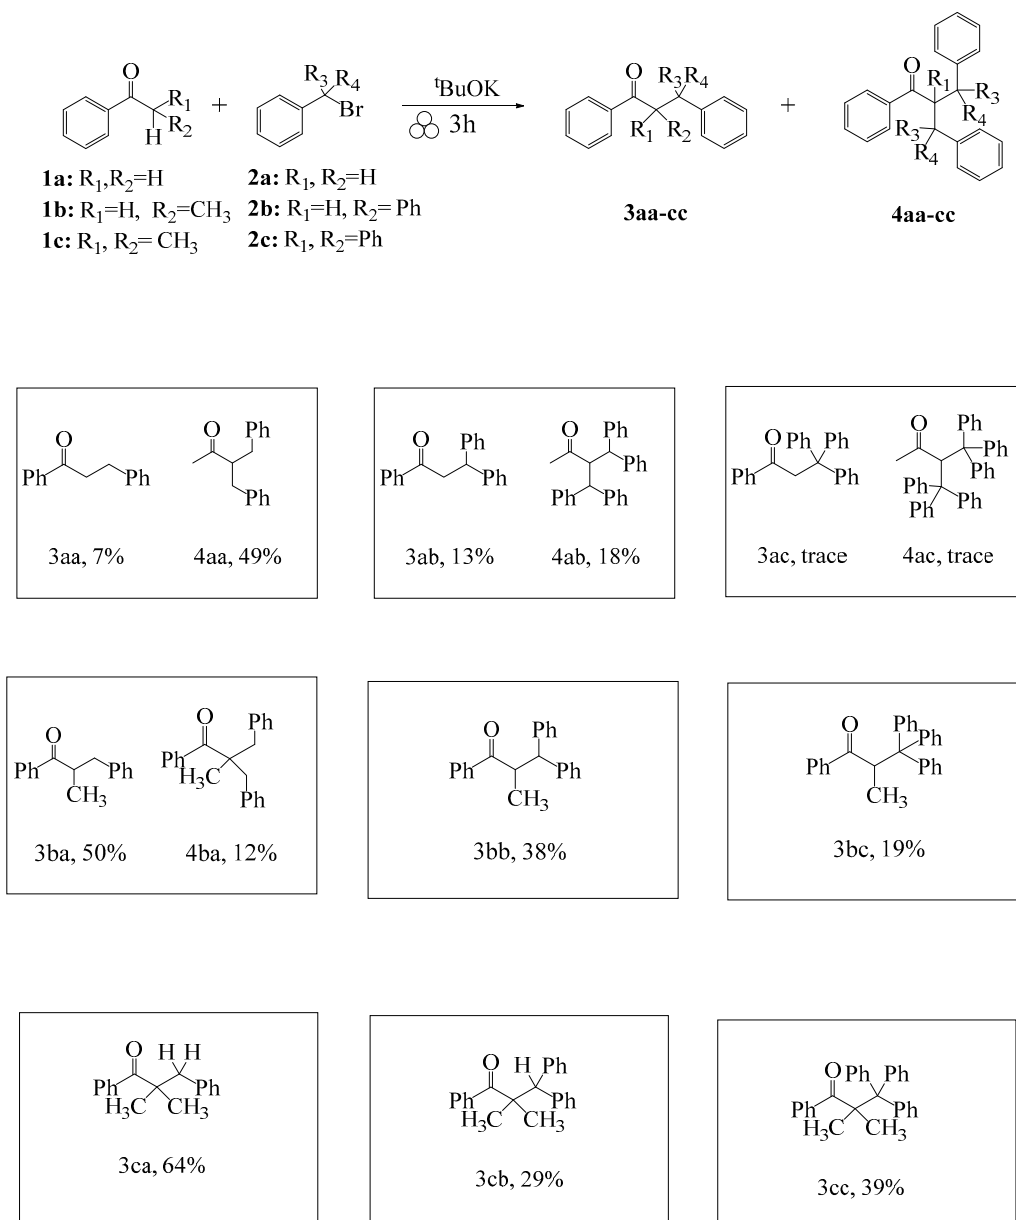 O R₁ R₂ H
+
R₃ R₄ Br
ᵗBuOK
3h
O R₃ R₄ R₁ R₂
+
O R₁ R₃ R₄ R₃ R₄
1a: R₁,R₂=H
1b: R₁=H, R₂=CH₃
1c: R₁, R₂= CH₃
2a: R₁, R₂=H
2b: R₁=H, R₂= Ph
2c: R₁, R₂=Ph
3aa-cc
4aa-cc
O Ph Ph
O Ph Ph
3aa, 7% 4aa, 49%
O Ph Ph Ph
O Ph Ph Ph Ph
3ab, 13% 4ab, 18%
O Ph Ph Ph Ph
O Ph Ph Ph Ph Ph Ph
3ac, trace 4ac, trace
O Ph Ph CH₃
O Ph Ph H₃C Ph
3ba, 50% 4ba, 12%
O Ph Ph Ph CH₃
3bb, 38%
O Ph Ph Ph Ph CH₃
3bc, 19%
O H H Ph Ph H₃C CH₃
3ca, 64%
O H Ph Ph Ph H₃C CH₃
3cb, 29%
O Ph Ph Ph Ph H₃C CH₃
3cc, 39%